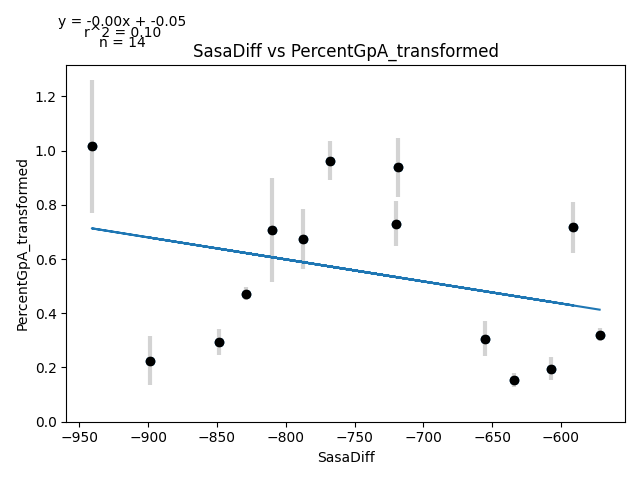 y = -0.00x + -0.05
r^2 = 0.10
n = 14
SasaDiff vs PercentGpA_transformed
PercentGpA_transformed
1.2
1.0
0.8
0.6
0.4
0.2
0.0
−950
−900
−850
−800
−750
−700
−650
−600
SasaDiff